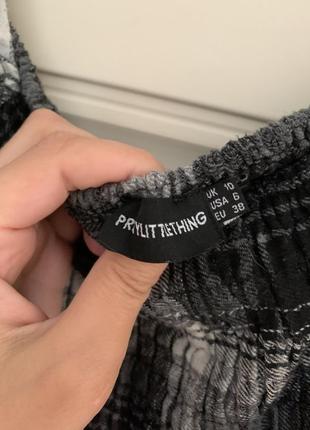 PRETTYLITTLETHING
UK 10
USA 6
EU 38